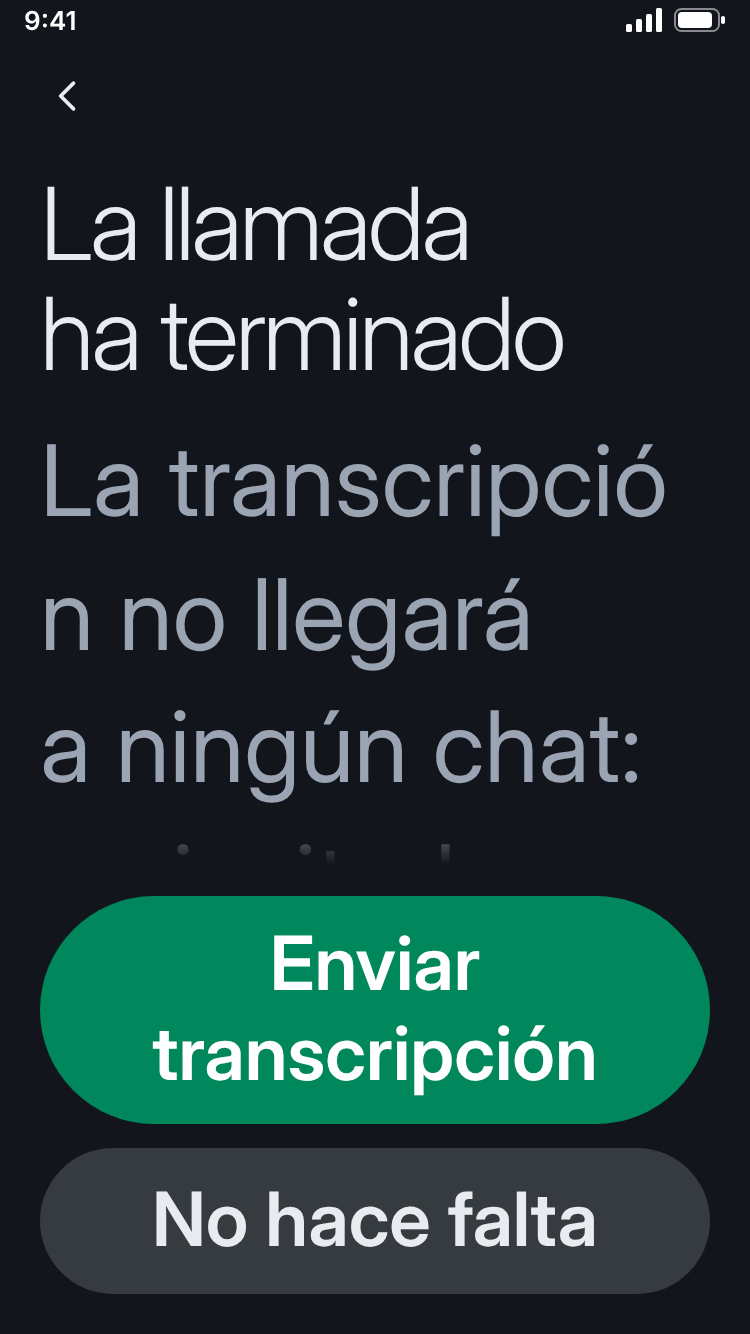 9:41
La llamada
ha terminado
La transcripció
n no llegará
a ningún chat:
Enviar
transcripción
No hace falta